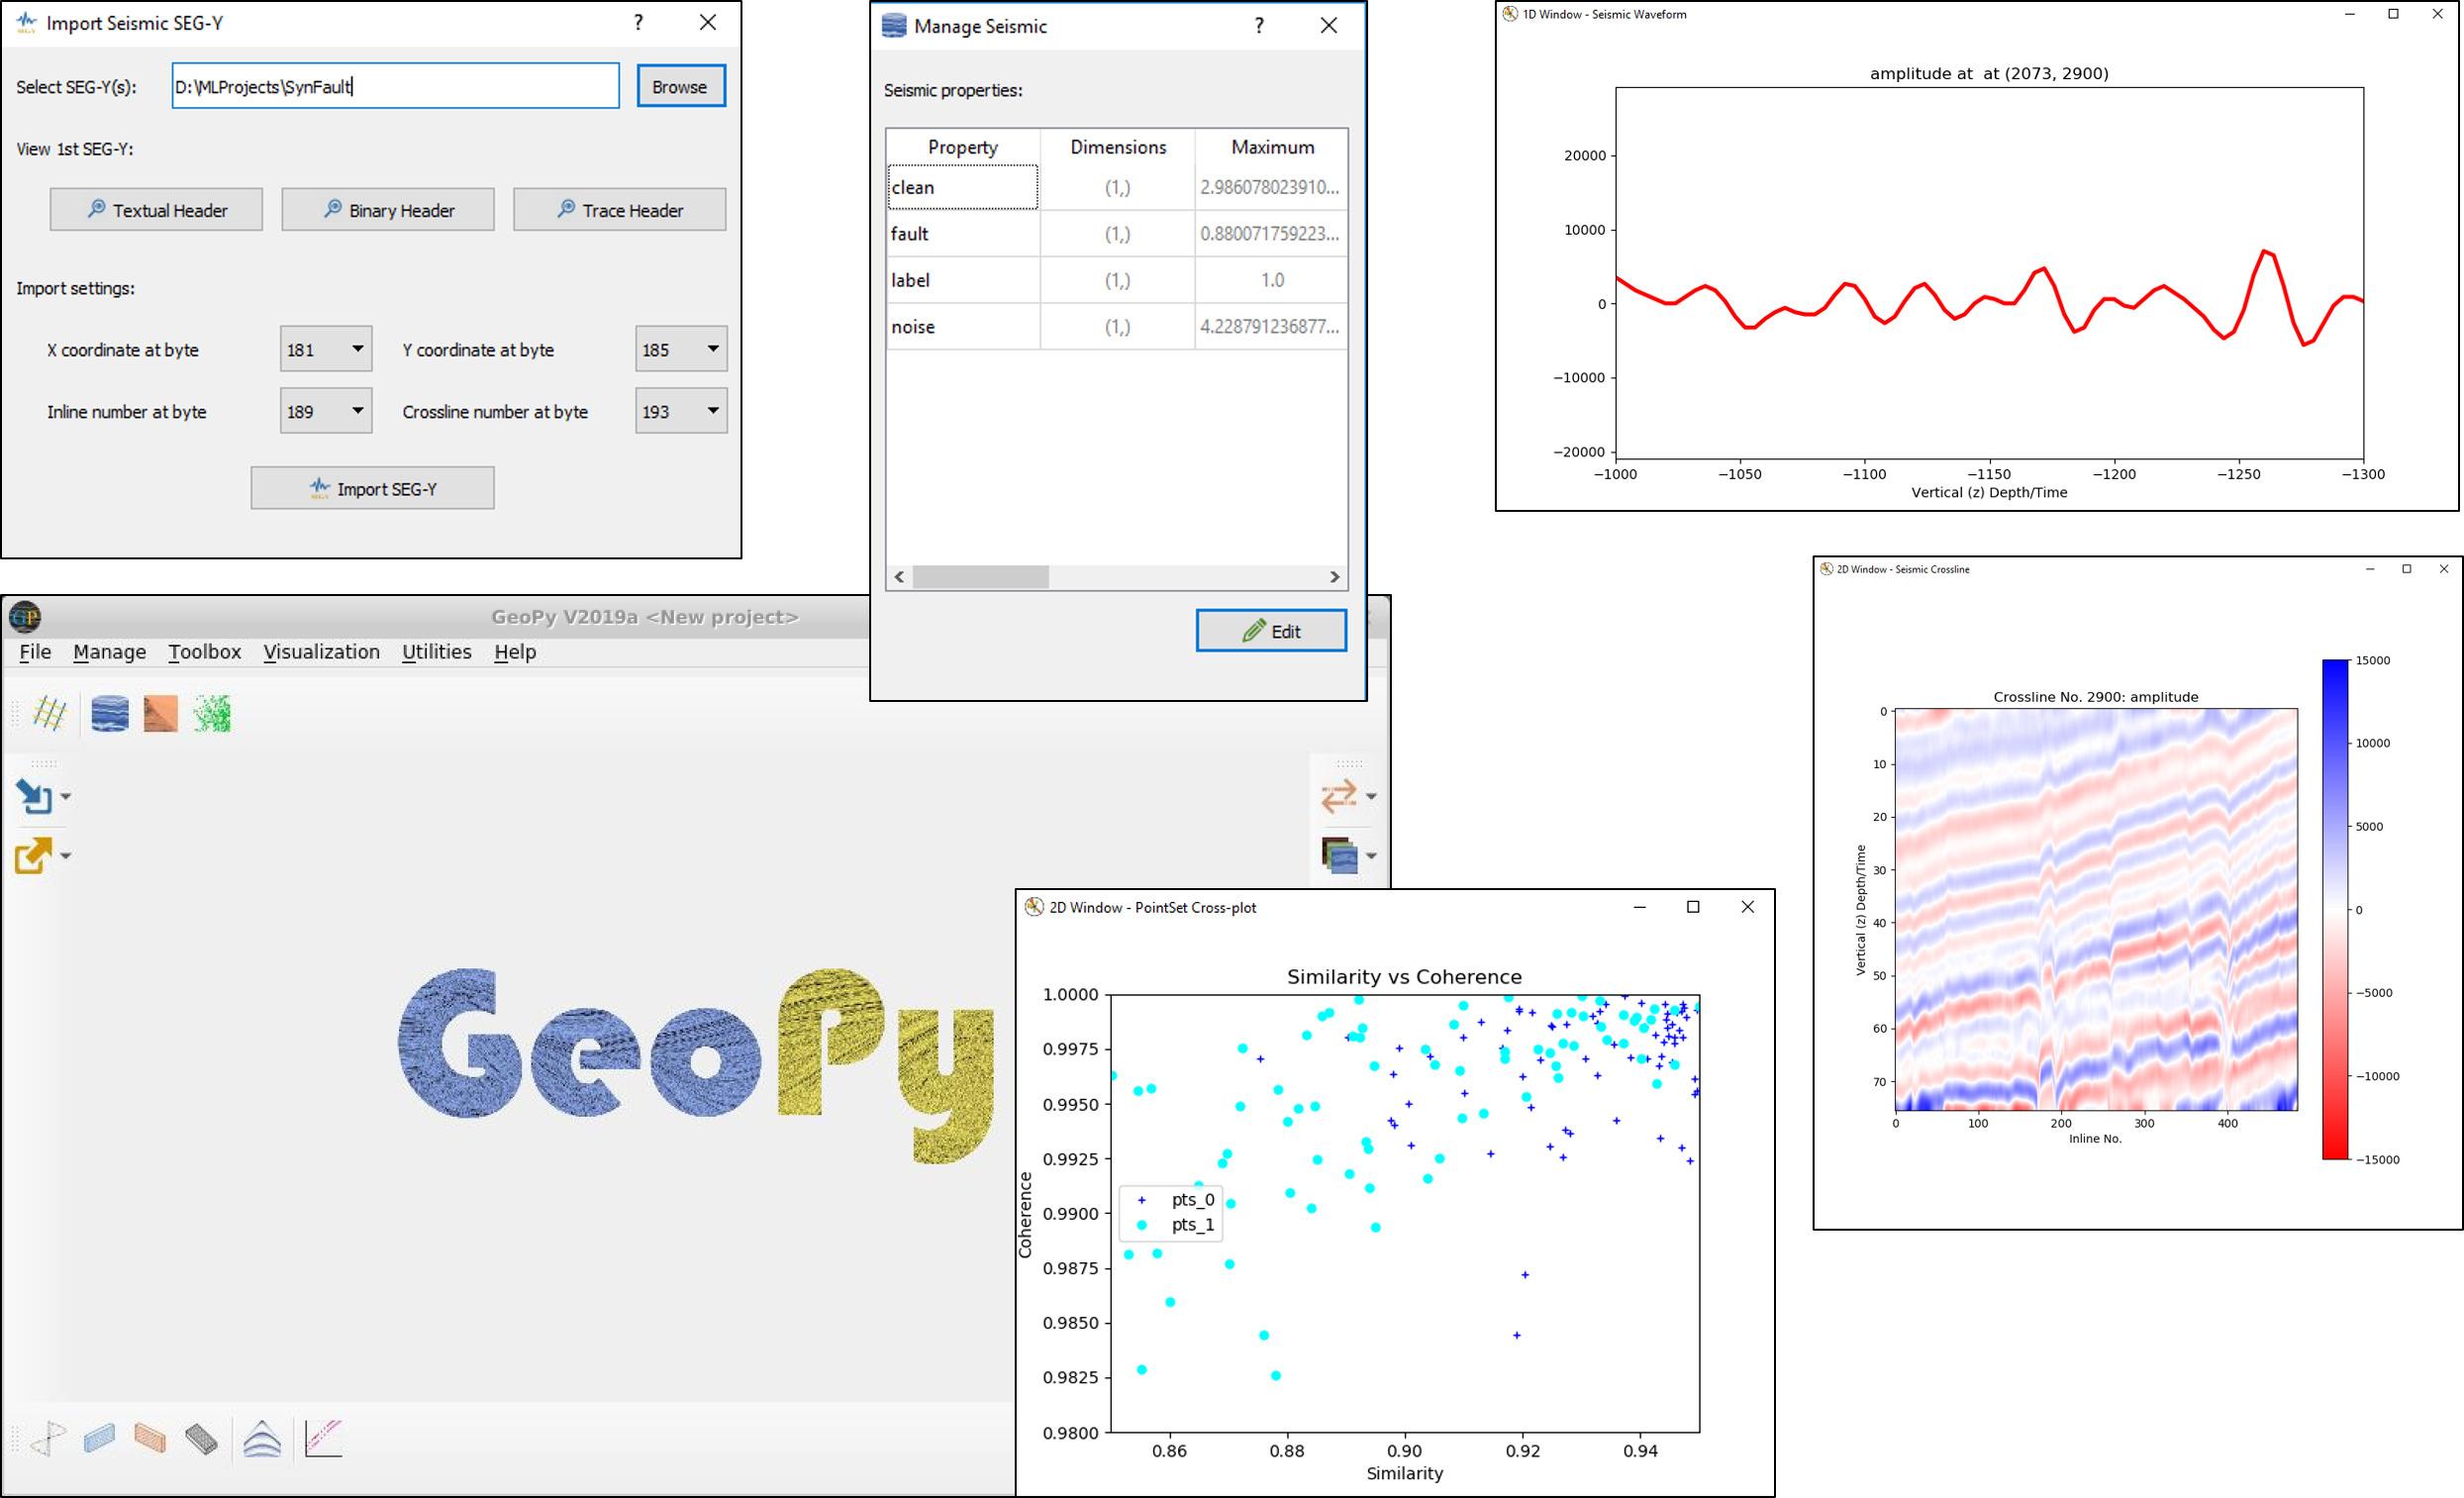 Import Seismic SEG-Y
?
Select SEG-Y(s): D:\MLProjects\SynFault Browse
View 1st SEG-Y:
Textual Header Binary Header Trace Header
Import settings:
X coordinate at byte 181 Y coordinate at byte 185
Inline number at byte 189 Crossline number at byte 193
Import SEG-Y
Manage Seismic
?
Seismic properties:
Property Dimensions Maximum
clean (1,) 2.986078023910...
fault (1,) 0.880071759223...
label (1,) 1.0
noise (1,) 4.228791236877...
Edit
1D Window - Seismic Waveform
amplitude at  at (2073, 2900)
20000
10000
0
−10000
−20000
−1000 −1050 −1100 −1150 −1200 −1250 −1300
Vertical (z) Depth/Time
GeoPy V2019a <New project>
File Manage Toolbox Visualization Utilities Help
GP
GeoPy
2D Window - PointSet Cross-plot
Similarity vs Coherence
1.0000
0.9975
0.9950
0.9925
0.9900
0.9875
0.9850
0.9825
0.9800
Coherence
pts_0
pts_1
0.86 0.88 0.90 0.92 0.94
Similarity
2D Window - Seismic Crossline
Crossline No. 2900: amplitude
0
10
20
30
40
50
60
70
Vertical (z) Depth/Time
0 100 200 300 400
Inline No.
15000
10000
5000
0
−5000
−10000
−15000